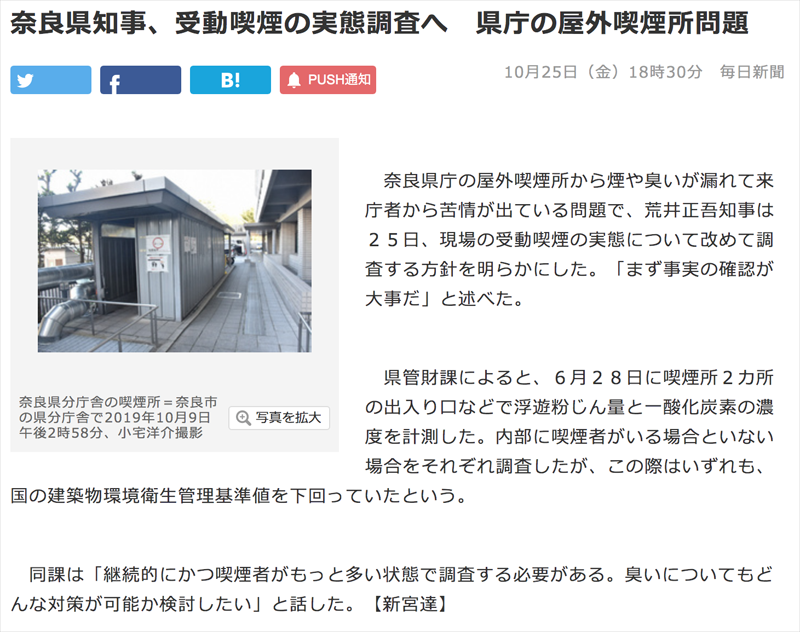 奈良県知事、受動喫煙の実態調査へ　県庁の屋外喫煙所問題
B!
PUSH通知
10月25日（金）18時30分　毎日新聞
奈良県庁の屋外喫煙所から煙や臭いが漏れて来
庁者から苦情が出ている問題で、荒井正吾知事は
２５日、現場の受動喫煙の実態について改めて調
査する方針を明らかにした。「まず事実の確認が
大事だ」と述べた。
奈良県分庁舎の喫煙所＝奈良市
の県分庁舎で2019年10月9日
午後2時58分、小宅洋介撮影
写真を拡大
県管財課によると、６月２８日に喫煙所２カ所
の出入り口などで浮遊粉じん量と一酸化炭素の濃
度を計測した。内部に喫煙者がいる場合といない
場合をそれぞれ調査したが、この際はいずれも、
国の建築物環境衛生管理基準値を下回っていたという。
同課は「継続的にかつ喫煙者がもっと多い状態で調査する必要がある。臭いについてもど
んな対策が可能か検討したい」と話した。【新宮達】